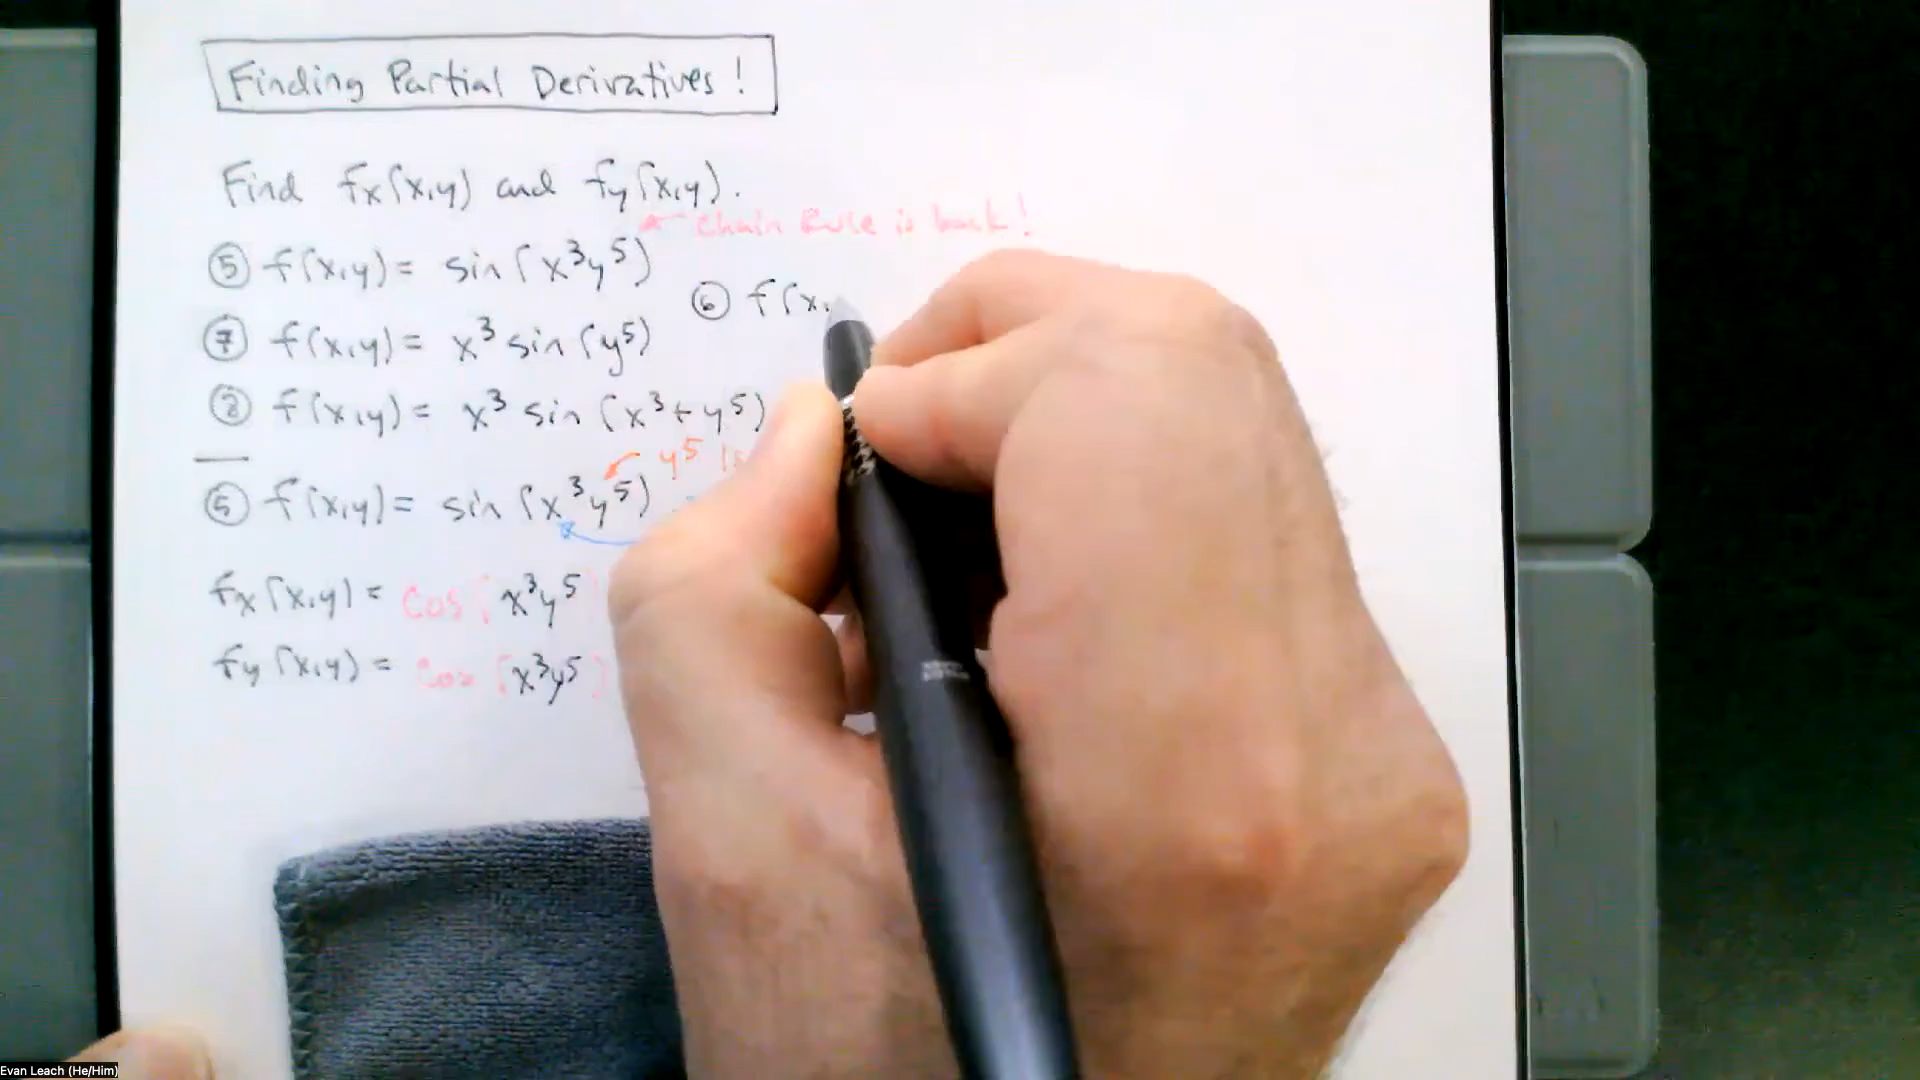 Finding Partial Derivatives!
Find fx(x,y) and fy(x,y).
Chain Rule is back!
⑤ f(x,y) = sin(x³y⁵)
⑥ f(x,
⑦ f(x,y) = x³ sin(y⁵)
⑧ f(x,y) = x³ sin(x³+y⁵)
y⁵ is
⑤ f(x,y) = sin(x³y⁵)
fx(x,y) = cos(x³y⁵)
fy(x,y) = cos(x³y⁵)
Evan Leach (He/Him)